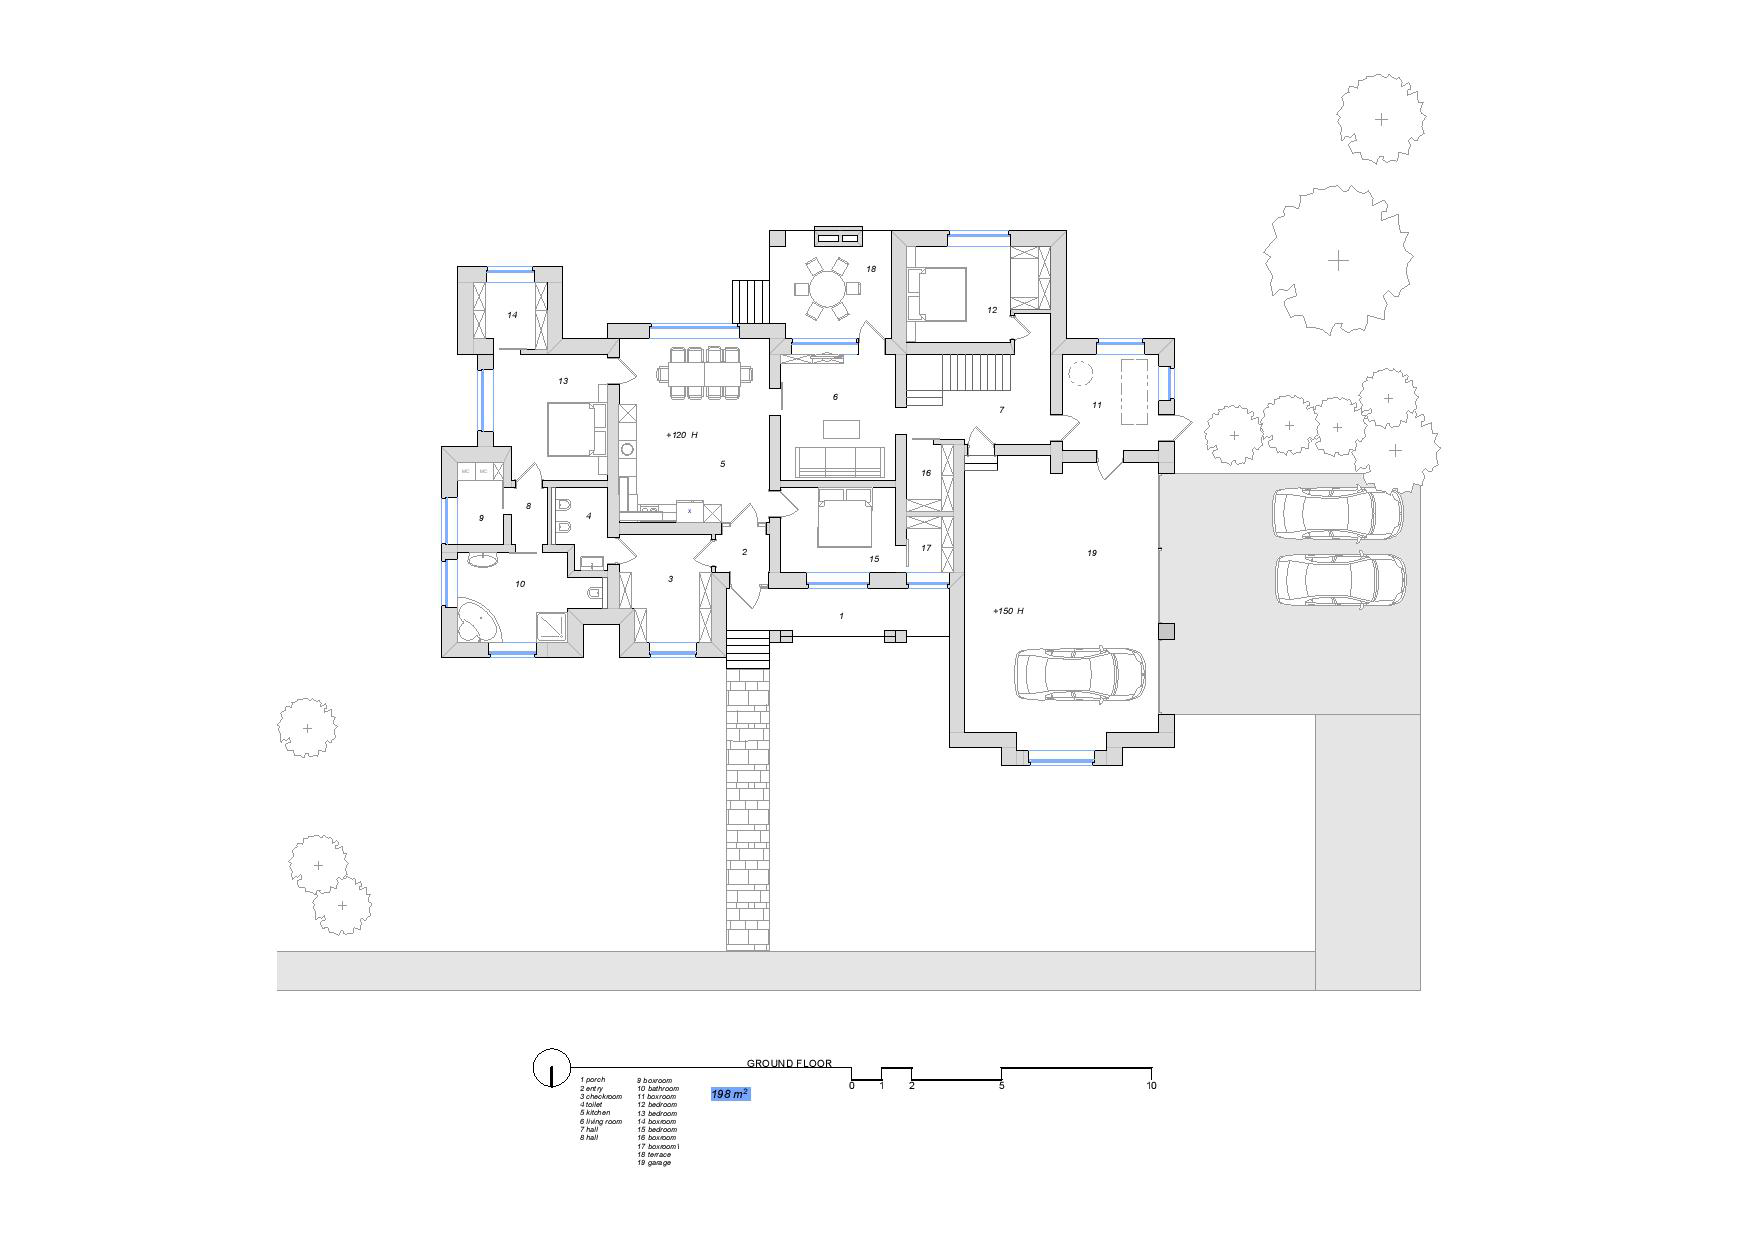 18
12
14
13
6
11
7
+120 H
5
16
9
8
4
MC
MC
X
2
17
15
19
10
3
1
+150 H
GROUND FLOOR
0 1 2 5 10
1 porch
2 entry
3 checkroom
4 toilet
5 kitchen
6 living room
7 hall
8 hall
9 boxroom
10 bathroom
11 boxroom
12 bedroom
13 bedroom
14 boxroom
15 bedroom
16 boxroom
17 boxroom\
18 terrace
19 garage
198 m²